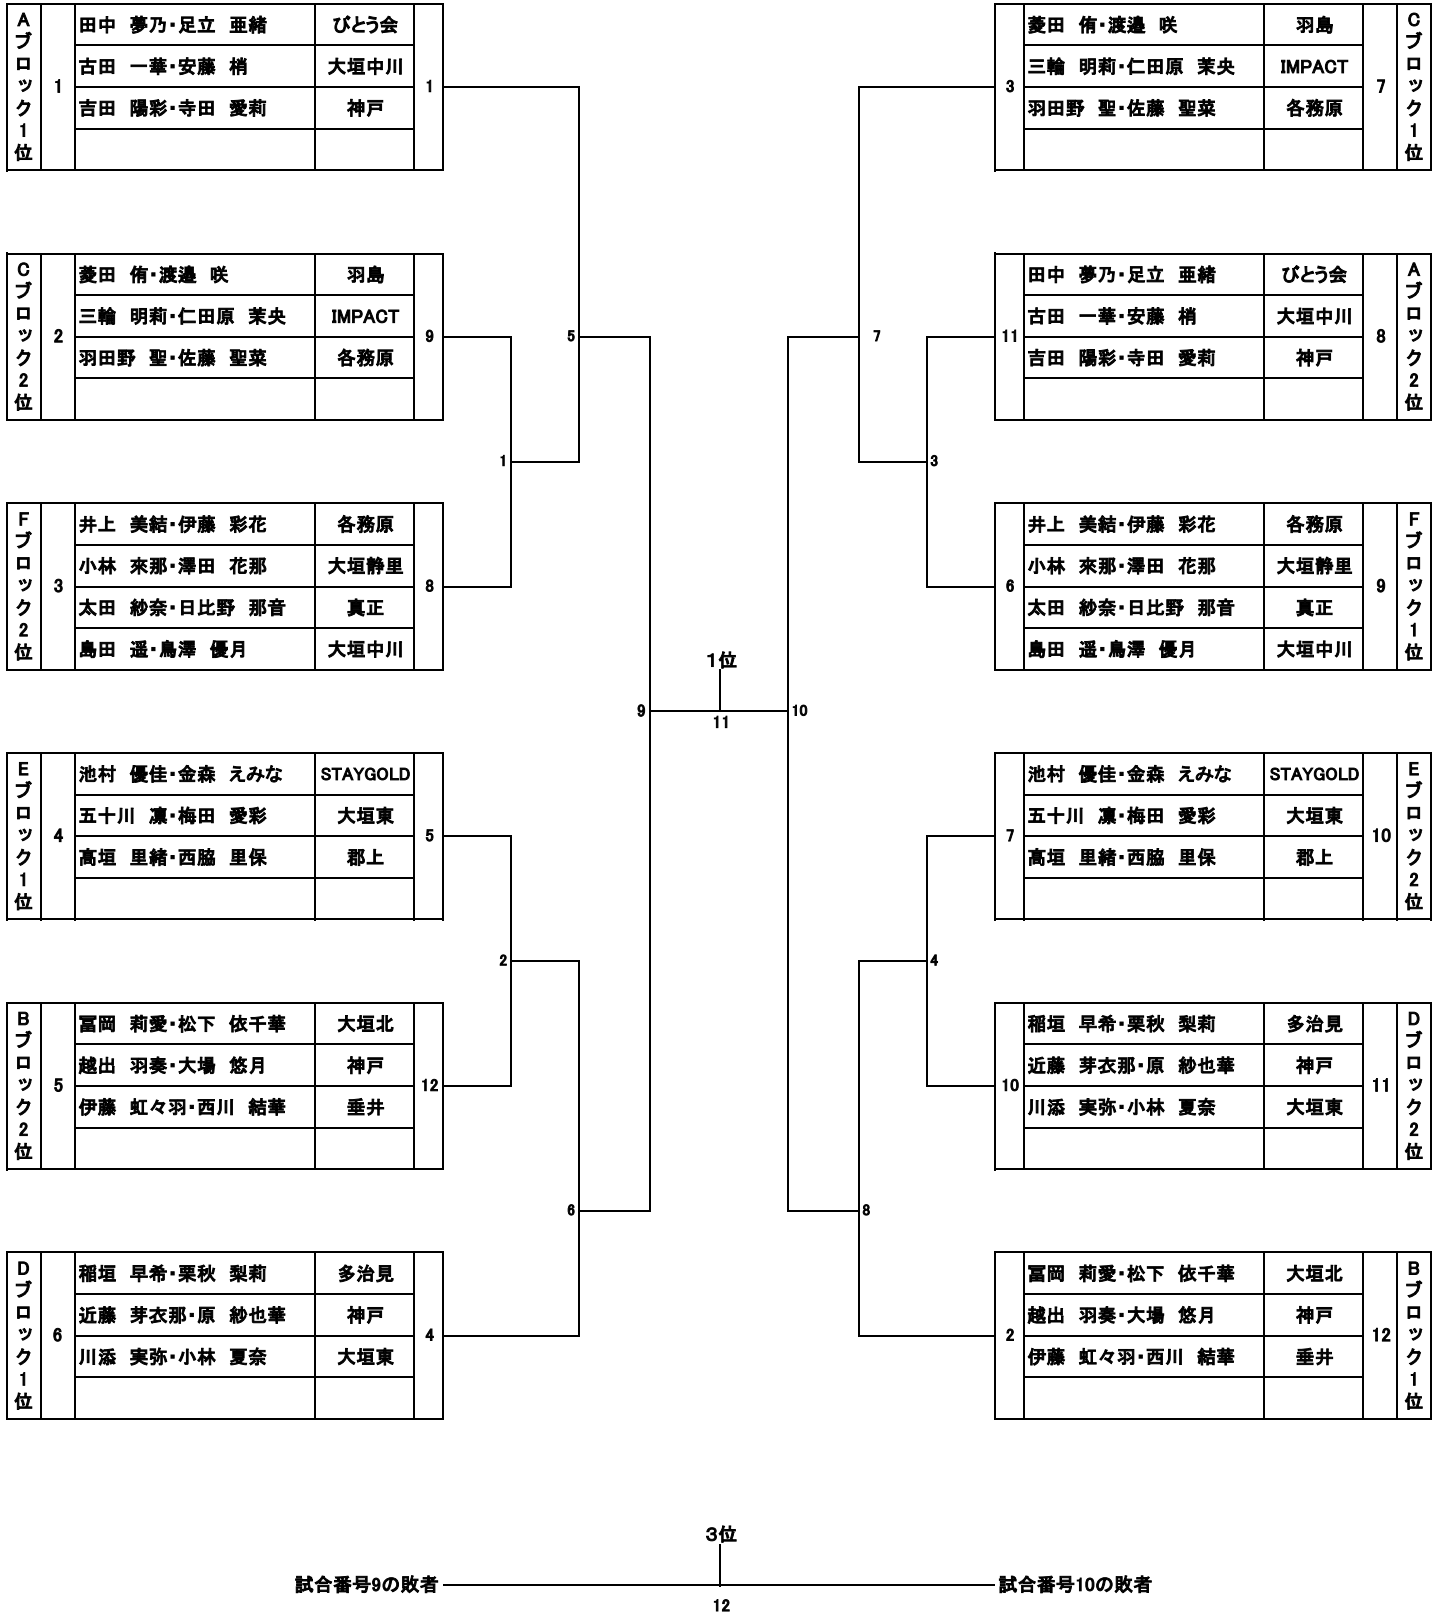 Aブロック1位
1
田中 夢乃・足立 亜緒 びとう会
古田 一華・安藤 梢 大垣中川
吉田 陽彩・寺田 愛莉 神戸
1
Cブロック2位
2
菱田 侑・渡邉 咲 羽島
三輪 明莉・仁田原 茉央 IMPACT
羽田野 聖・佐藤 聖菜 各務原
9
5
1
Fブロック2位
3
井上 美結・伊藤 彩花 各務原
小林 來那・澤田 花那 大垣静里
太田 紗奈・日比野 那音 真正
島田 遥・鳥澤 優月 大垣中川
8
9
Eブロック1位
4
池村 優佳・金森 えみな STAYGOLD
五十川 凛・梅田 愛彩 大垣東
髙垣 里緒・西脇 里保 郡上
5
2
Bブロック2位
5
冨岡 莉愛・松下 依千華 大垣北
越出 羽奏・大場 悠月 神戸
伊藤 虹々羽・西川 結華 垂井
12
6
Dブロック1位
6
稲垣 早希・栗秋 梨莉 多治見
近藤 芽衣那・原 紗也華 神戸
川添 実弥・小林 夏奈 大垣東
4
1位
11
3
菱田 侑・渡邉 咲 羽島
三輪 明莉・仁田原 茉央 IMPACT
羽田野 聖・佐藤 聖菜 各務原
7
Cブロック1位
7
11
田中 夢乃・足立 亜緒 びとう会
古田 一華・安藤 梢 大垣中川
吉田 陽彩・寺田 愛莉 神戸
8
Aブロック2位
3
6
井上 美結・伊藤 彩花 各務原
小林 來那・澤田 花那 大垣静里
太田 紗奈・日比野 那音 真正
島田 遥・鳥澤 優月 大垣中川
9
Fブロック1位
10
7
池村 優佳・金森 えみな STAYGOLD
五十川 凛・梅田 愛彩 大垣東
髙垣 里緒・西脇 里保 郡上
10
Eブロック2位
4
10
稲垣 早希・栗秋 梨莉 多治見
近藤 芽衣那・原 紗也華 神戸
川添 実弥・小林 夏奈 大垣東
11
Dブロック2位
8
2
冨岡 莉愛・松下 依千華 大垣北
越出 羽奏・大場 悠月 神戸
伊藤 虹々羽・西川 結華 垂井
12
Bブロック1位
3位
試合番号9の敗者
試合番号10の敗者
12